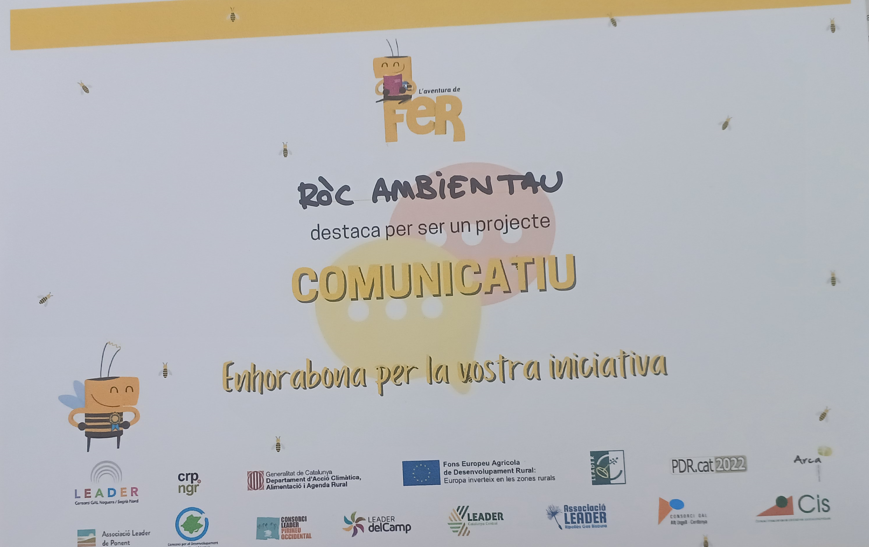 L'aventura de
FER
RÒC AMBIENTAU
destaca per ser un projecte
COMUNICATIU
Enhorabona per la vostra iniciativa
LEADER
crp
ngr
Generalitat de Catalunya
Departament d'Acció Climàtica,
Alimentació i Agenda Rural
Fons Europeu Agrícola
de Desenvolupament Rural:
Europa inverteix en les zones rurals
PDR.cat 2022
Arca
Associació Leader
de Ponent
CONSORCI
LEADER
PIRINEU
OCCIDENTAL
LEADER
delCamp
LEADER
Associació
LEADER
CONSORCI GAL
Cis